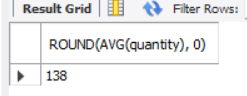 Result Grid Filter Rows:
ROUND(AVG(quantity), 0)
138